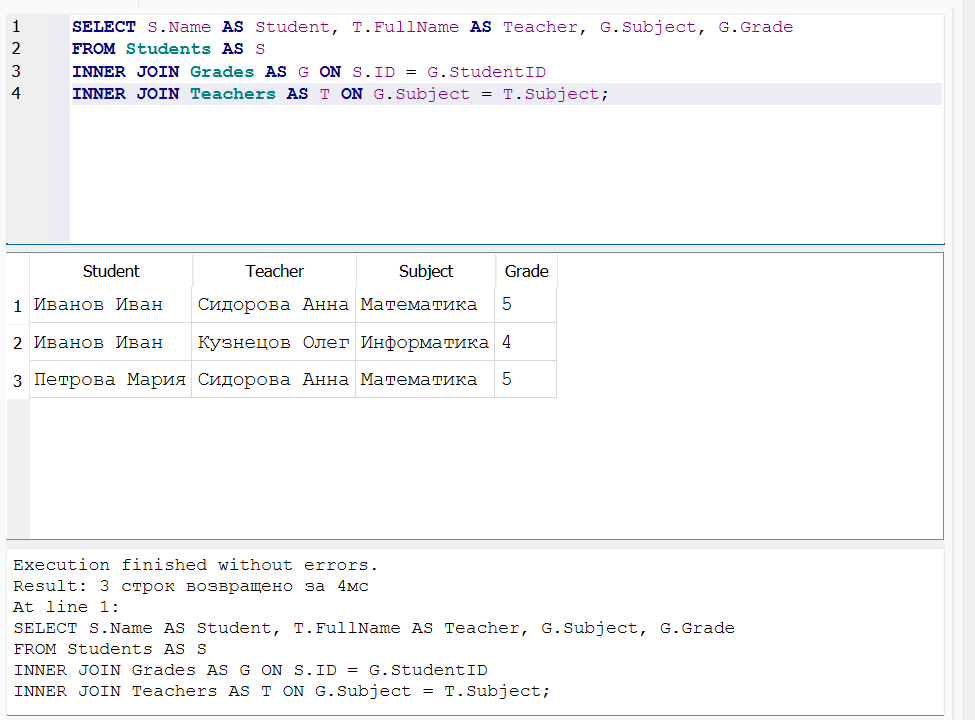 1 SELECT S.Name AS Student, T.FullName AS Teacher, G.Subject, G.Grade
2 FROM Students AS S
3 INNER JOIN Grades AS G ON S.ID = G.StudentID
4 INNER JOIN Teachers AS T ON G.Subject = T.Subject;
Student Teacher Subject Grade
1 Иванов Иван Сидорова Анна Математика 5
2 Иванов Иван Кузнецов Олег Информатика 4
3 Петрова Мария Сидорова Анна Математика 5
Execution finished without errors.
Result: 3 строк возвращено за 4мс
At line 1:
SELECT S.Name AS Student, T.FullName AS Teacher, G.Subject, G.Grade
FROM Students AS S
INNER JOIN Grades AS G ON S.ID = G.StudentID
INNER JOIN Teachers AS T ON G.Subject = T.Subject;